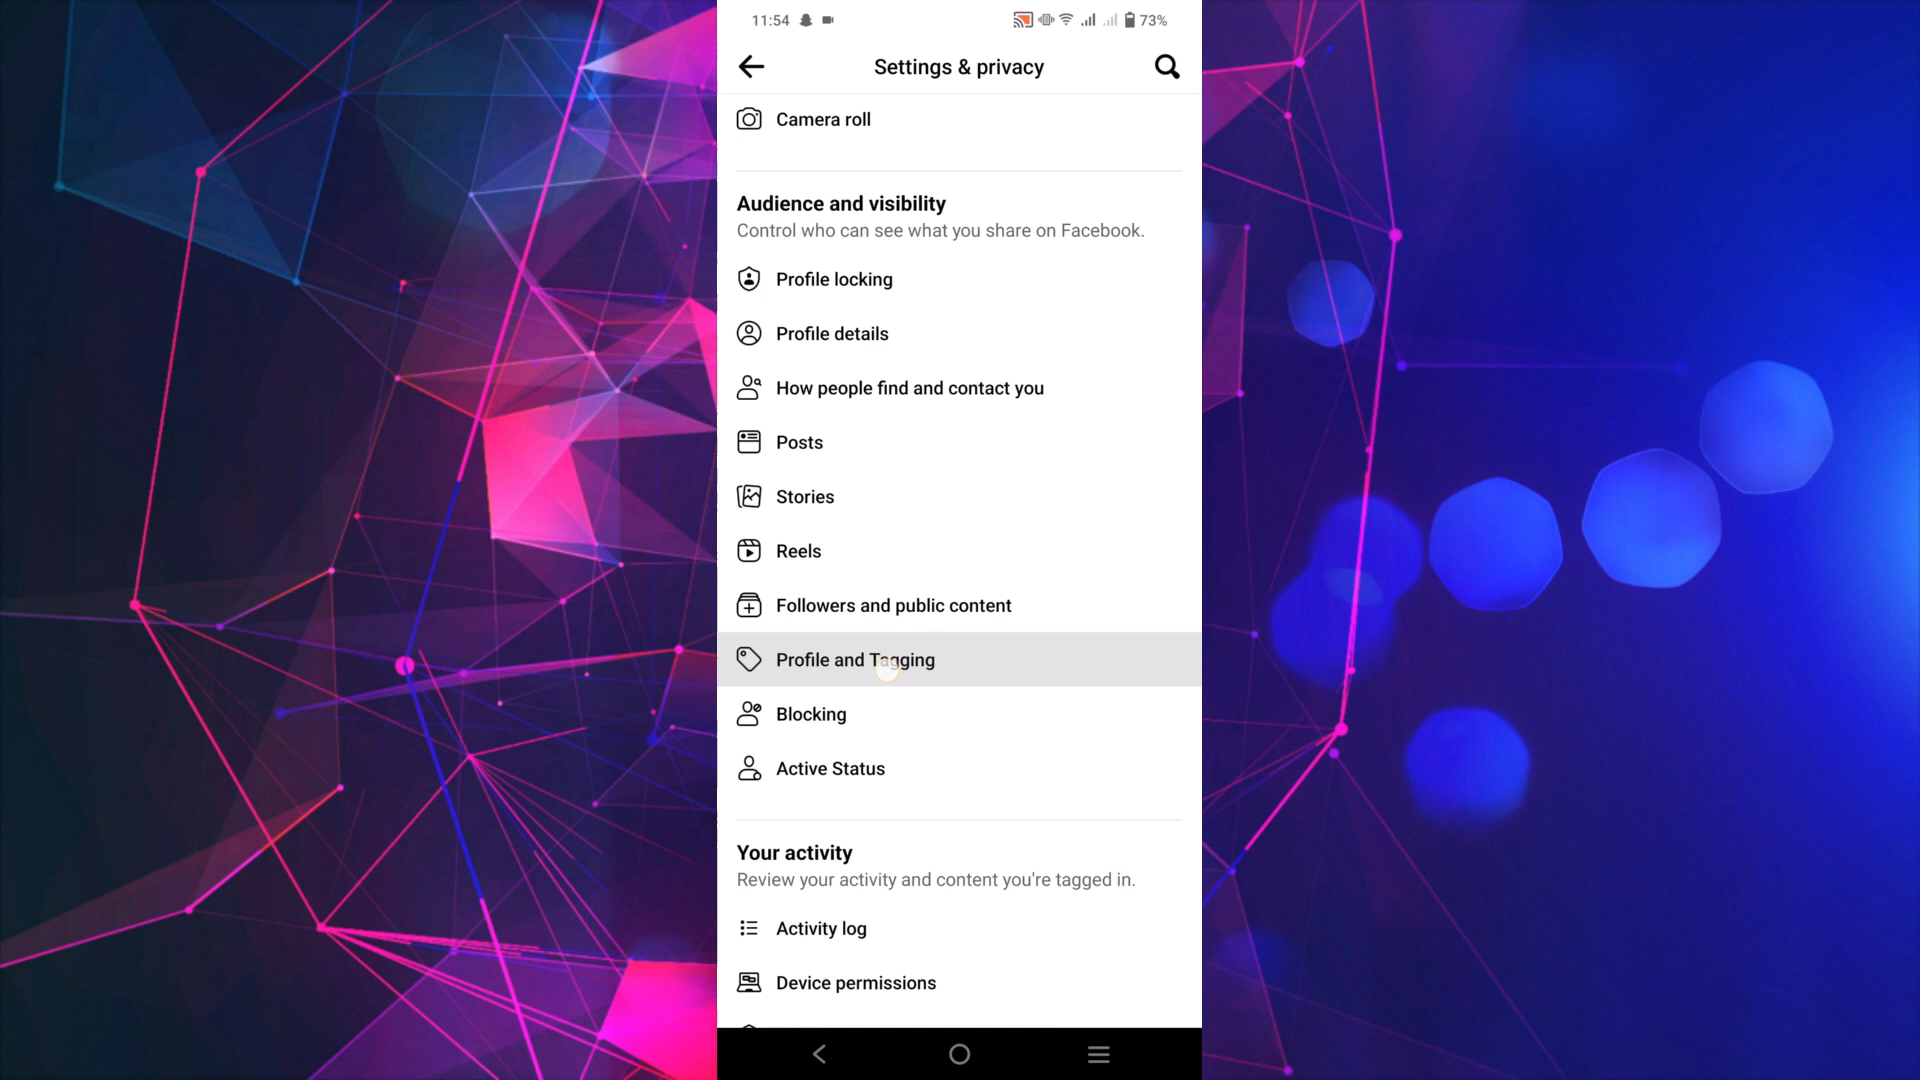 11:54
73%
Settings & privacy
Camera roll
Audience and visibility
Control who can see what you share on Facebook.
Profile locking
Profile details
How people find and contact you
Posts
Stories
Reels
Followers and public content
Profile and Tagging
Blocking
Active Status
Your activity
Review your activity and content you're tagged in.
Activity log
Device permissions